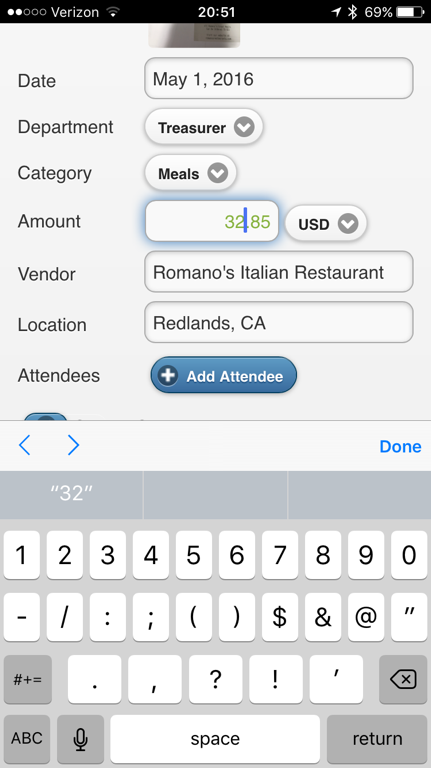 Verizon 20:51 69%
Date May 1, 2016
Department Treasurer
Category Meals
Amount 32.85 USD
Vendor Romano's Italian Restaurant
Location Redlands, CA
Attendees Add Attendee
Done
“32”
1 2 3 4 5 6 7 8 9 0
- / : ; ( ) $ & @ "
#+= . , ? ! '
ABC space return